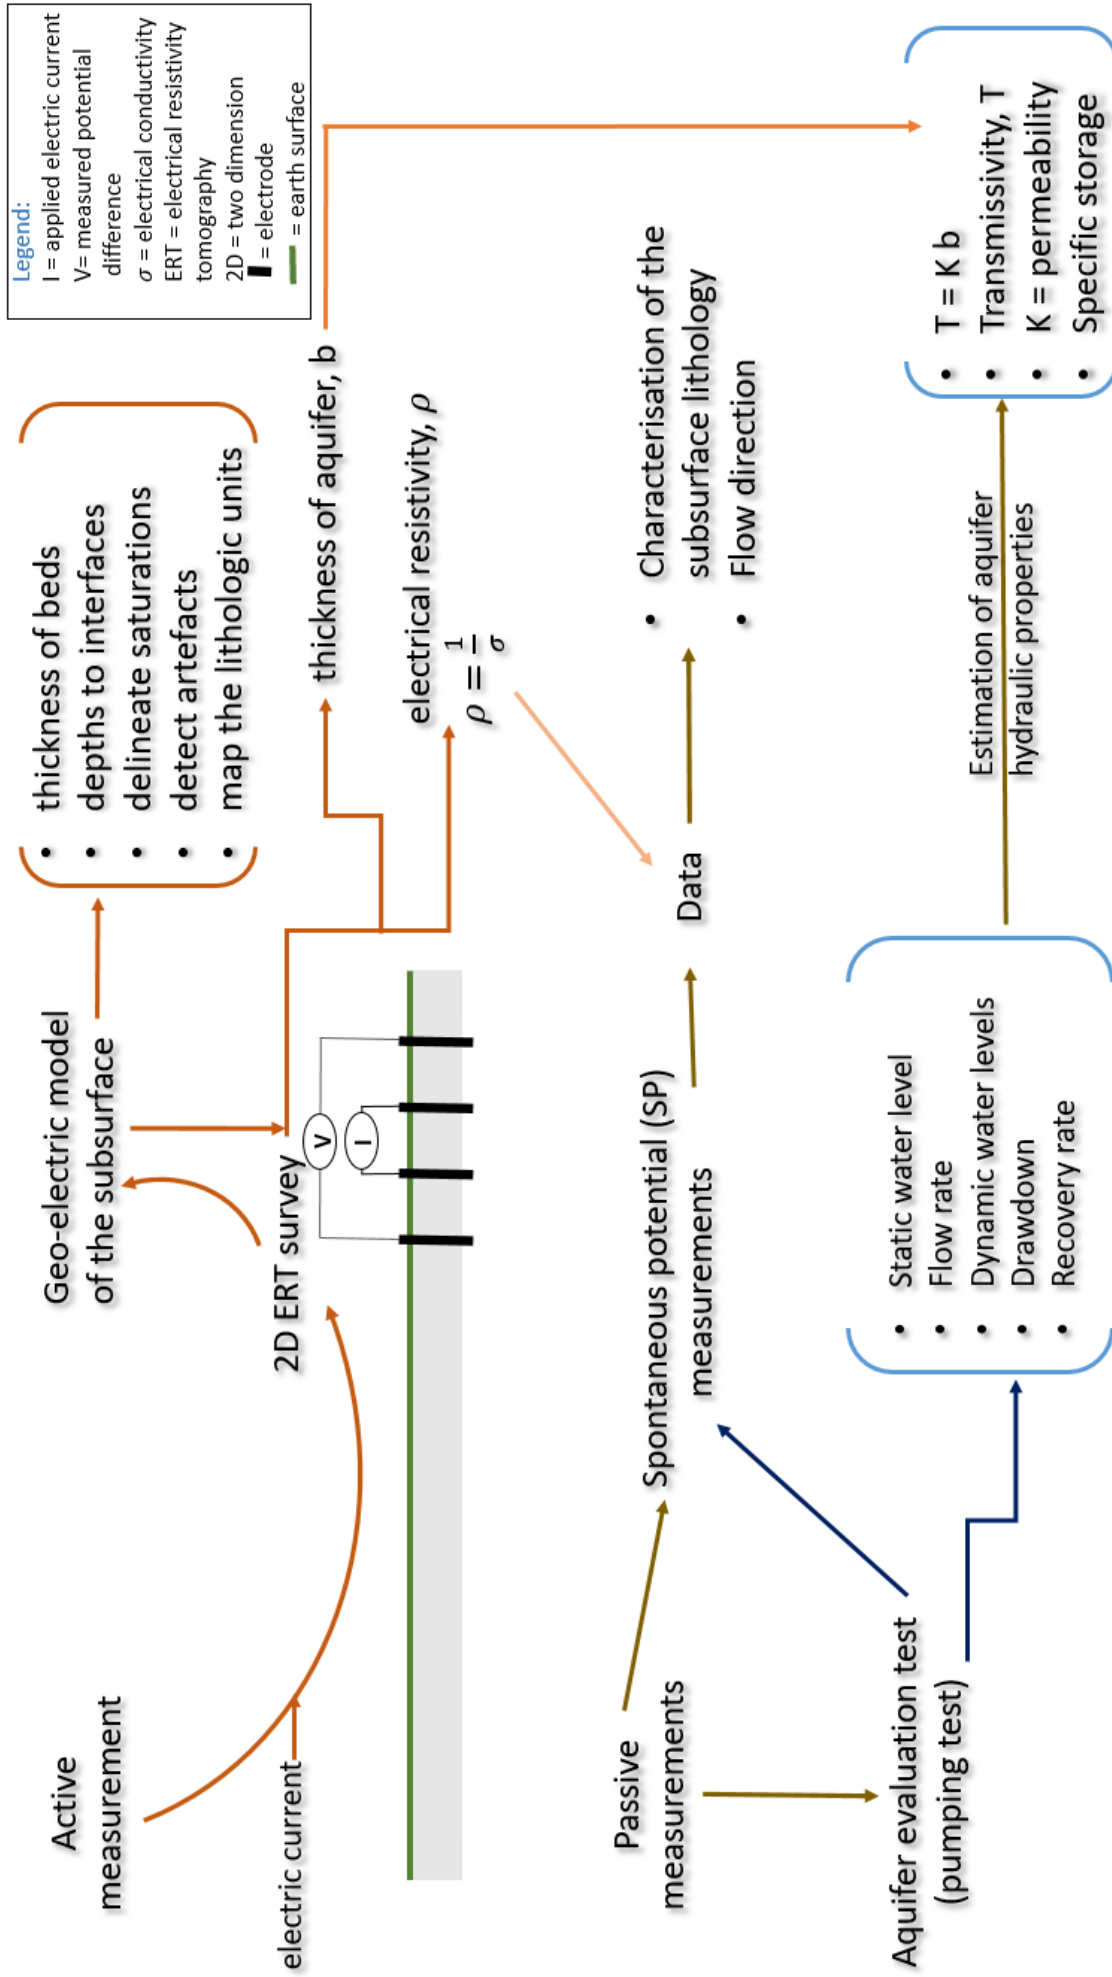 Active
measurement
electric current
Geo-electric model
of the subsurface
2D ERT survey
V
I
• thickness of beds
• depths to interfaces
• delineate saturations
• detect artefacts
• map the lithologic units
thickness of aquifer, b
electrical resistivity, ρ
ρ = 1/σ
Legend:
I = applied electric current
V= measured potential
difference
σ = electrical conductivity
ERT = electrical resistivity
tomography
2D = two dimension
= electrode
= earth surface
Passive
measurements
Spontaneous potential (SP)
measurements
Data
• Characterisation of the
subsurface lithology
• Flow direction
Aquifer evaluation test
(pumping test)
• Static water level
• Flow rate
• Dynamic water levels
• Drawdown
• Recovery rate
Estimation of aquifer
hydraulic properties
• T = K b
• Transmissivity, T
• K = permeability
• Specific storage